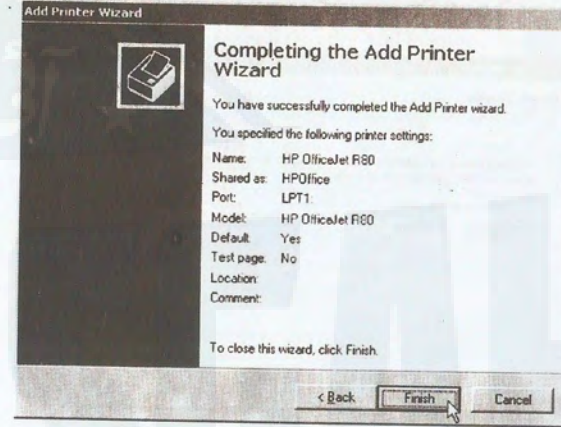 Add Printer Wizard
Completing the Add Printer
Wizard
You have successfully completed the Add Printer wizard.
You specified the following printer settings:
Name: HP OfficeJet R80
Shared as: HPOffice
Port: LPT1:
Model: HP OfficeJet R80
Default: Yes
Test page: No
Location:
Comment:
To close this wizard, click Finish.
< Back Finish Cancel